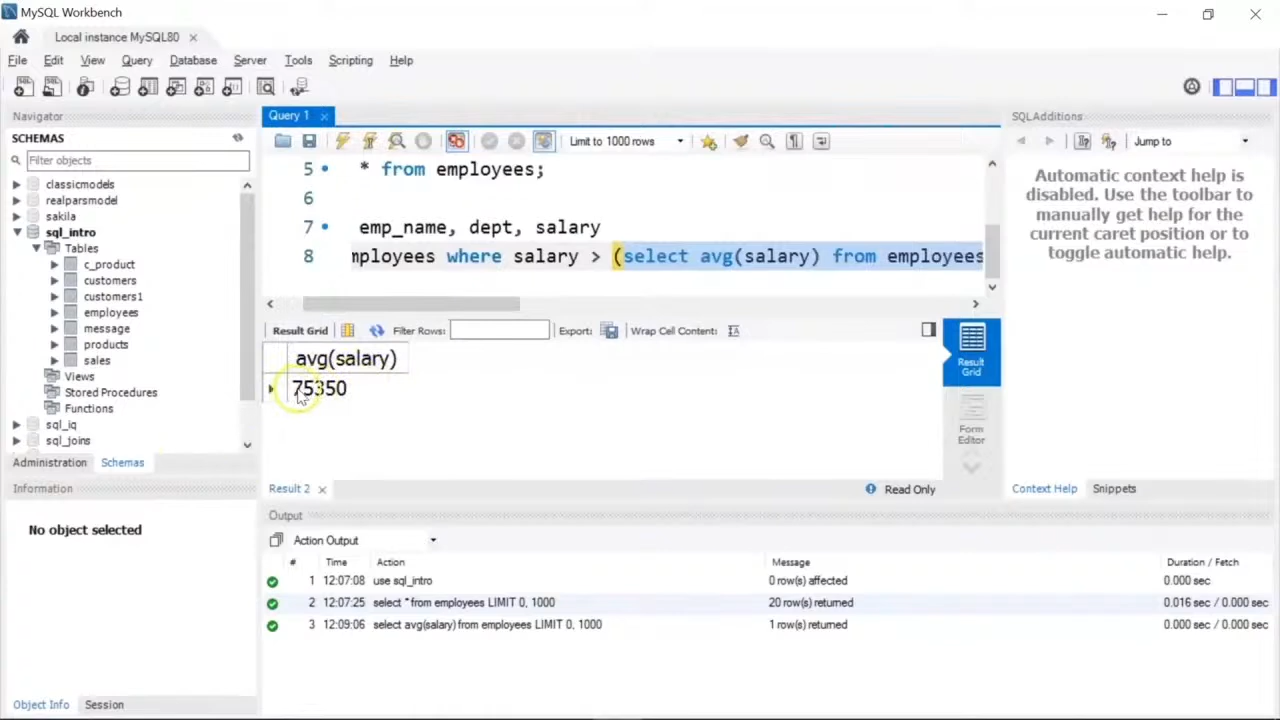 MySQL Workbench
Local instance MySQL80
File Edit View Query Database Server Tools Scripting Help
Navigator
SCHEMAS
Filter objects
classicmodels
realparsmodel
sakila
sql_intro
Tables
c_product
customers
customers1
employees
message
products
sales
Views
Stored Procedures
Functions
sql_iq
sql_joins
Administration Schemas
Information
No object selected
Object Info Session
Query 1
Limit to 1000 rows
5 * from employees;
6
7 emp_name, dept, salary
8 mployees where salary > (select avg(salary) from employees
Result Grid Filter Rows: Export: Wrap Cell Content:
avg(salary)
75350
Result Grid
Form Editor
Result 2 Read Only
Output
Action Output
# Time Action Message Duration / Fetch
1 12:07:08 use sql_intro 0 row(s) affected 0.000 sec
2 12:07:25 select * from employees LIMIT 0, 1000 20 row(s) returned 0.016 sec / 0.000 sec
3 12:09:06 select avg(salary) from employees LIMIT 0, 1000 1 row(s) returned 0.000 sec / 0.000 sec
SQLAdditions
Jump to
Automatic context help is
disabled. Use the toolbar to
manually get help for the
current caret position or to
toggle automatic help.
Context Help Snippets